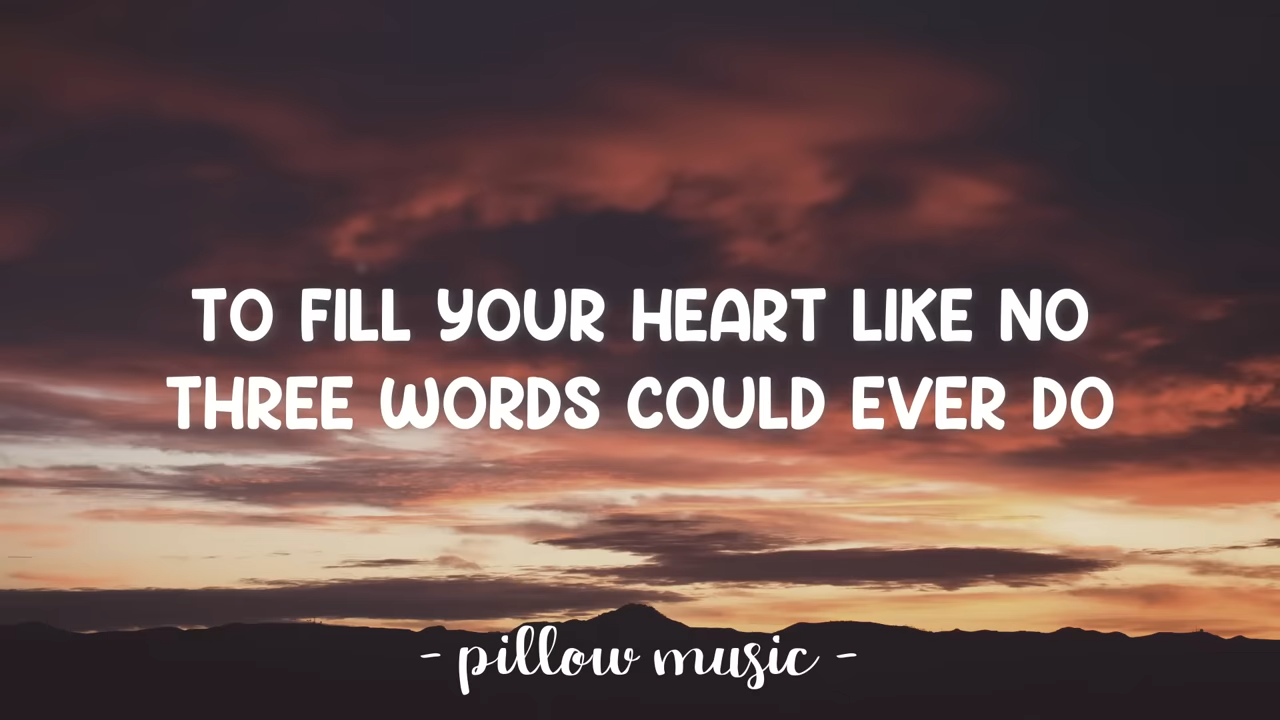 TO FILL YOUR HEART LIKE NO
THREE WORDS COULD EVER DO
- pillow music -